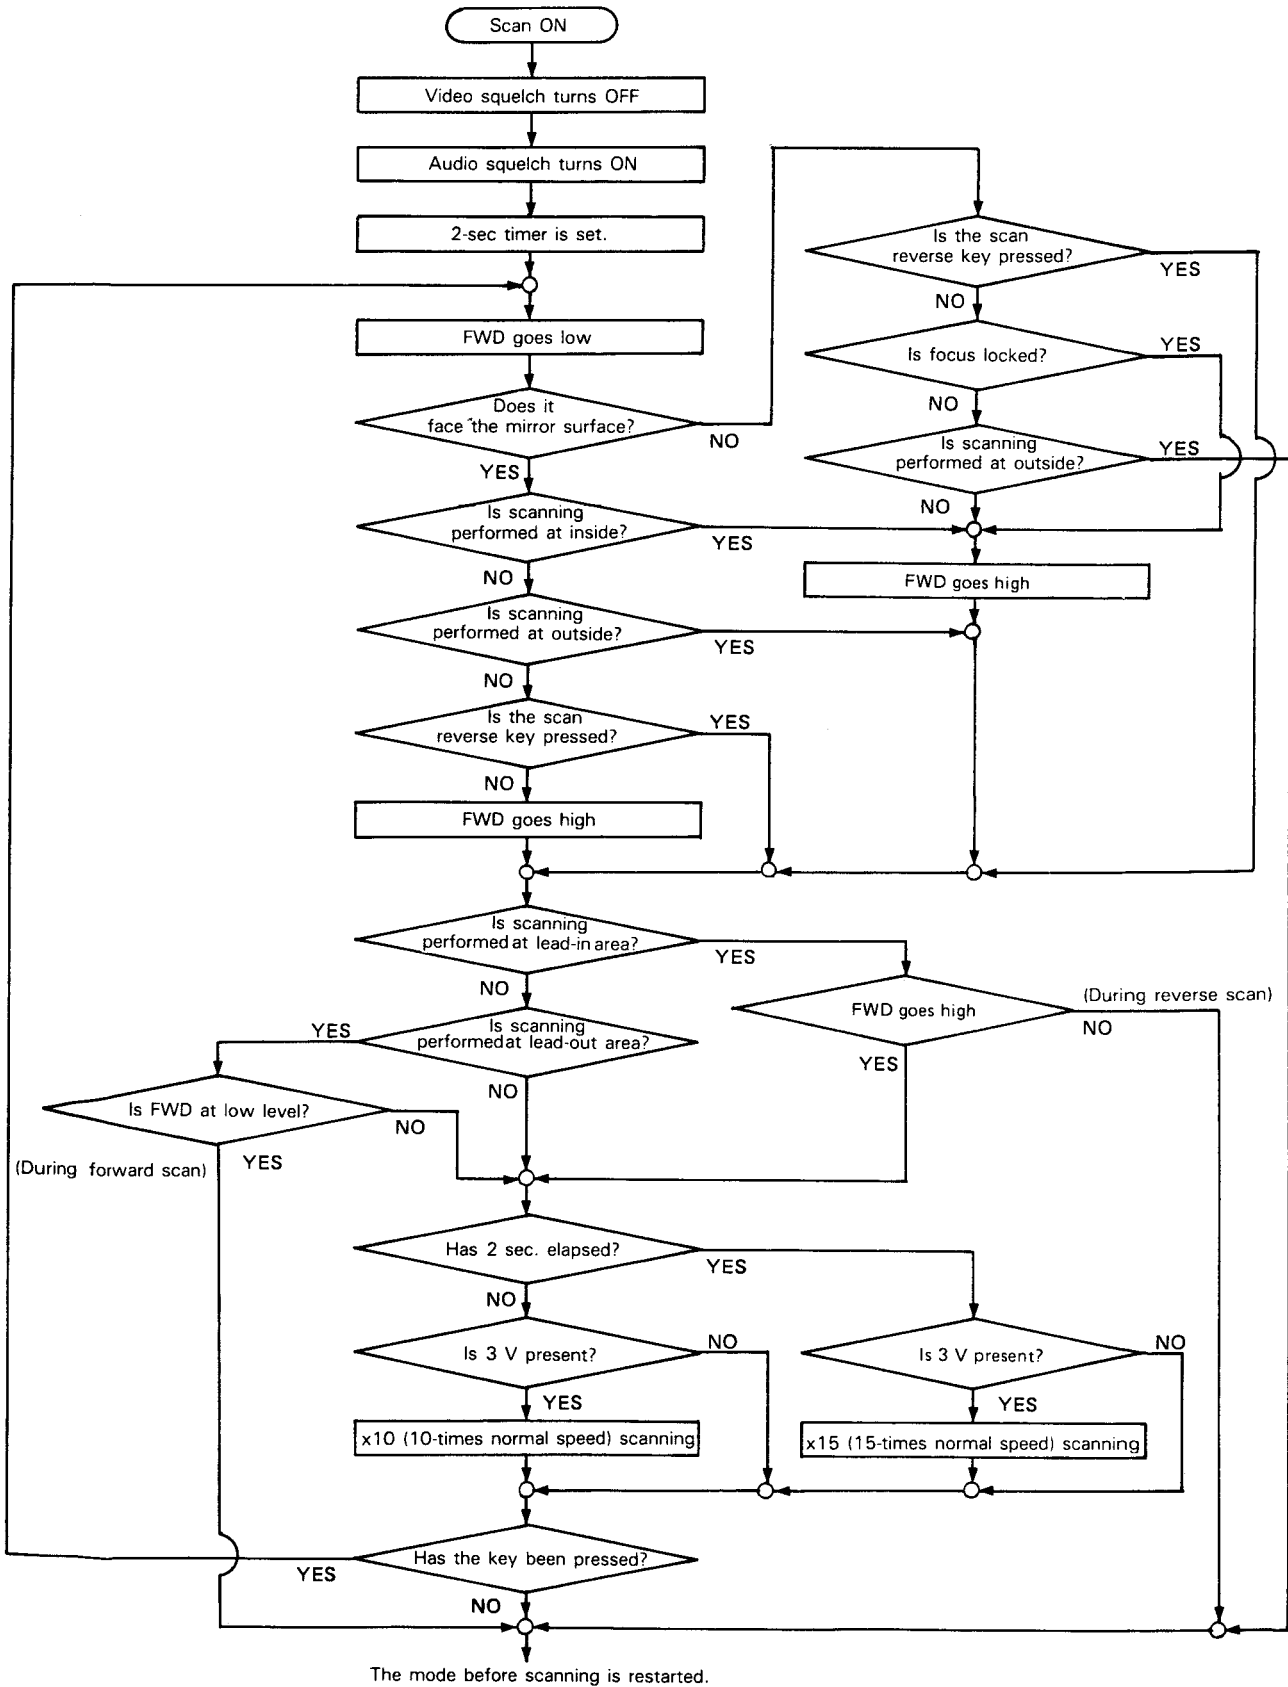 Scan ON
Video squelch turns OFF
Audio squelch turns ON
2-sec timer is set.
FWD goes low
Does it
face the mirror surface?
NO
YES
Is the scan
reverse key pressed?
YES
NO
Is focus locked?
YES
NO
Is scanning
performed at outside?
YES
NO
Is scanning
performed at inside?
YES
NO
FWD goes high
Is scanning
performed at outside?
YES
NO
Is the scan
reverse key pressed?
YES
NO
FWD goes high
Is scanning
performed at lead-in area?
YES
NO
FWD goes high
(During reverse scan)
NO
YES
Is scanning
performed at lead-out area?
YES
NO
Is FWD at low level?
NO
(During forward scan)
YES
Has 2 sec. elapsed?
YES
NO
Is 3 V present?
NO
YES
Is 3 V present?
NO
YES
x10 (10-times normal speed) scanning
x15 (15-times normal speed) scanning
Has the key been pressed?
YES
NO
The mode before scanning is restarted.